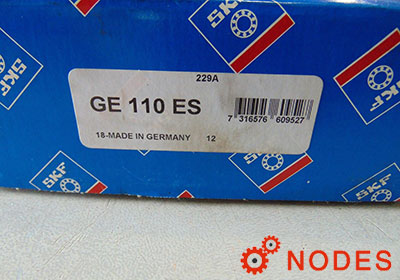 229A
GE 110 ES
7 316576 609527
18-MADE IN GERMANY 12
SKF
SKF
SKF
SKF
NODES